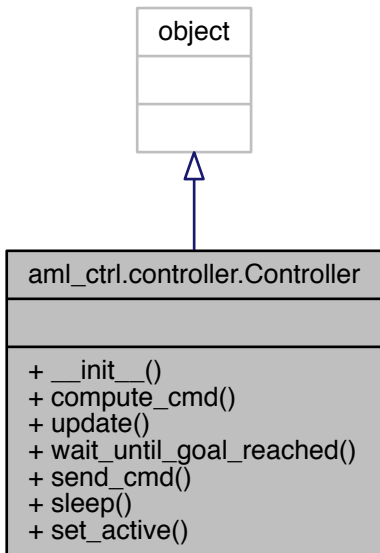 object
aml_ctrl.controller.Controller
+ __init__()
+ compute_cmd()
+ update()
+ wait_until_goal_reached()
+ send_cmd()
+ sleep()
+ set_active()